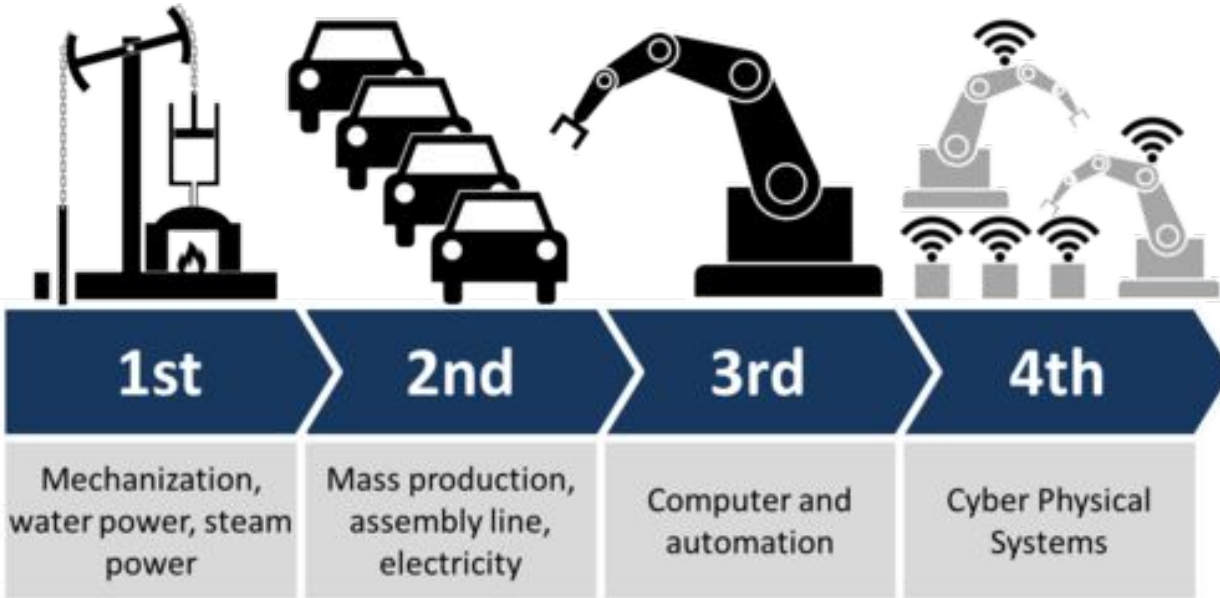 1st
2nd
3rd
4th
Mechanization,
water power, steam
power
Mass production,
assembly line,
electricity
Computer and
automation
Cyber Physical
Systems